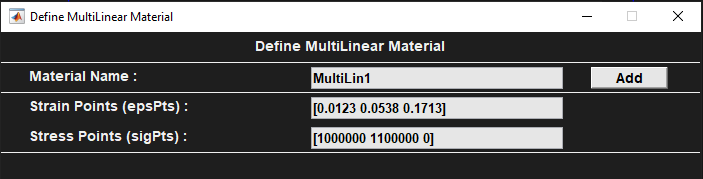 Define MultiLinear Material
Define MultiLinear Material
Material Name :
MultiLin1
Add
Strain Points (epsPts) :
[0.0123 0.0538 0.1713]
Stress Points (sigPts) :
[1000000 1100000 0]